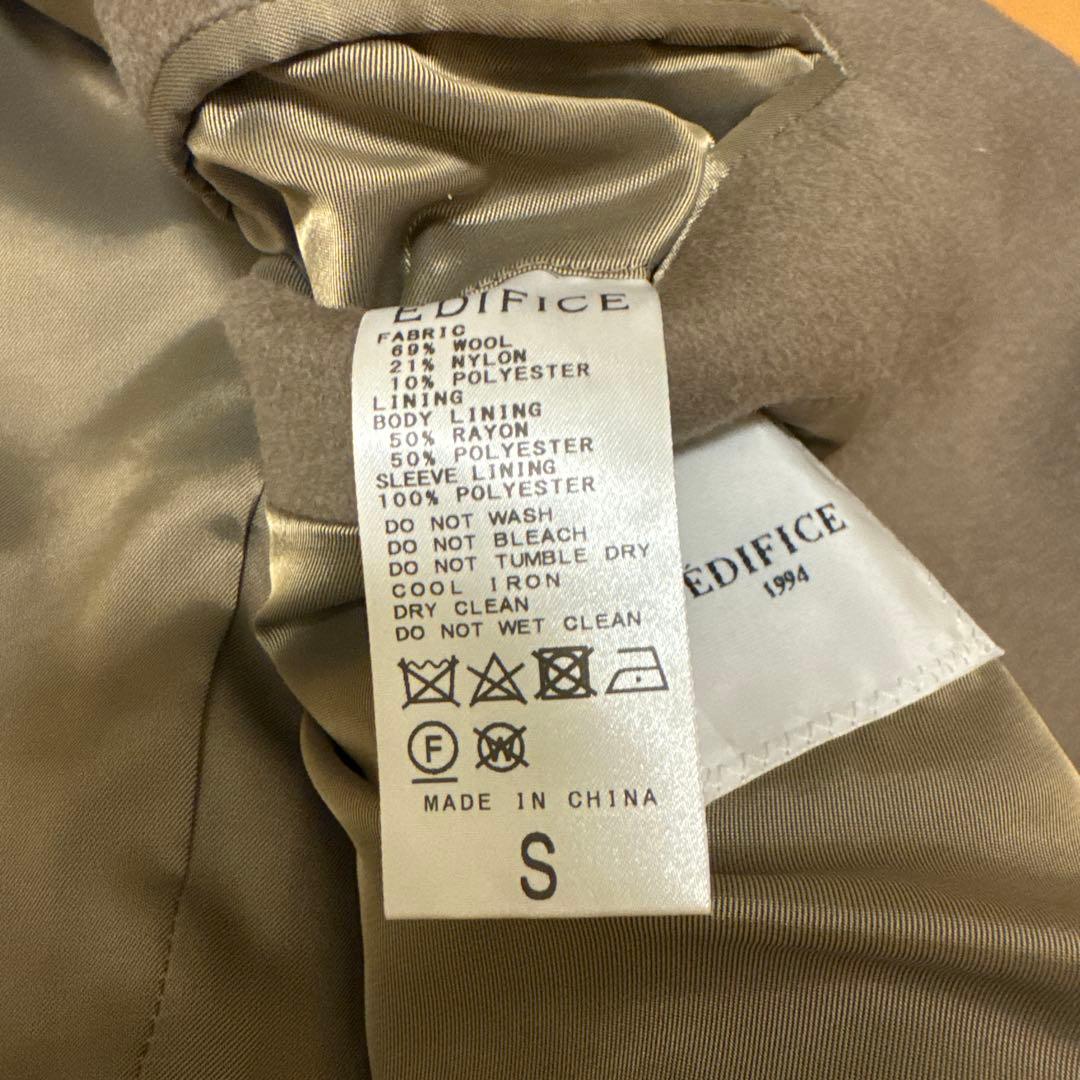 EDIFICE
FABRIC
69% WOOL
21% NYLON
10% POLYESTER
LINING
BODY LINING
50% RAYON
50% POLYESTER
SLEEVE LINING
100% POLYESTER
DO NOT WASH
DO NOT BLEACH
DO NOT TUMBLE DRY
COOL IRON
DRY CLEAN
DO NOT WET CLEAN
F W
MADE IN CHINA
S
ÉDIFICE
1994